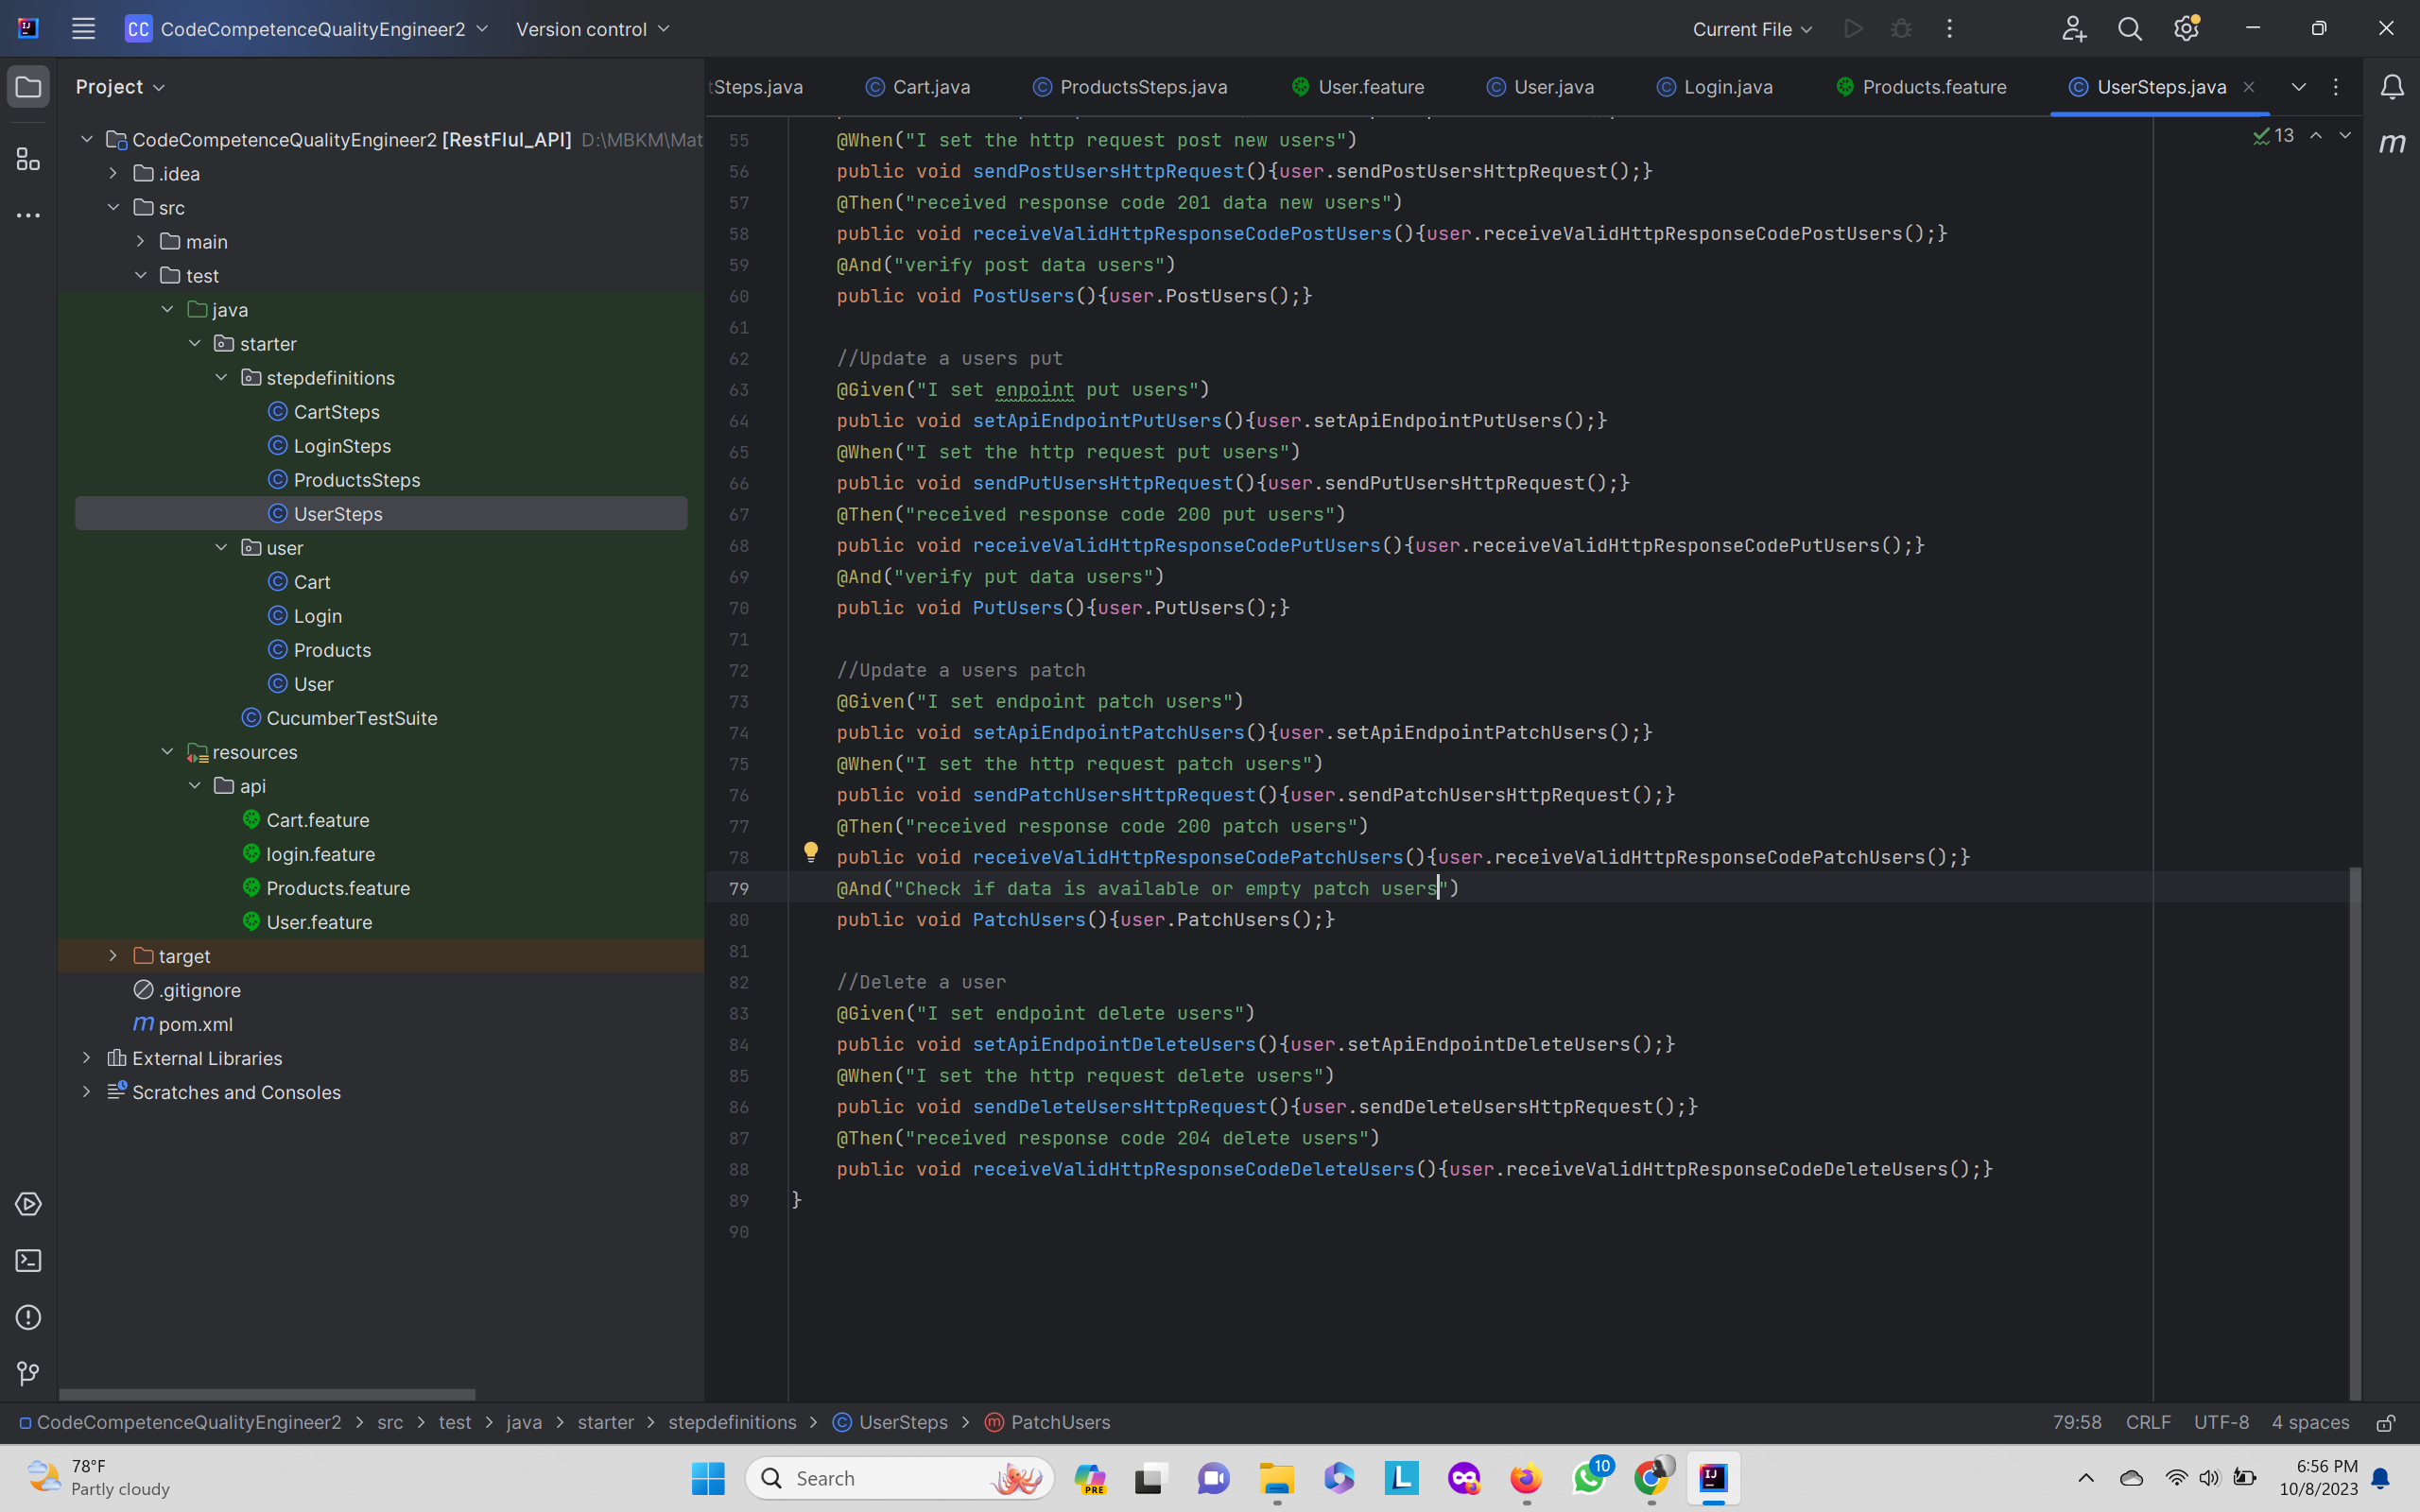 CC CodeCompetenceQualityEngineer2 Version control Current File
Project
tSteps.java Cart.java ProductsSteps.java User.feature User.java Login.java Products.feature UserSteps.java
CodeCompetenceQualityEngineer2 [RestFlul_API] D:\MBKM\Mat
.idea
src
main
test
java
starter
stepdefinitions
CartSteps
LoginSteps
ProductsSteps
UserSteps
user
Cart
Login
Products
User
CucumberTestSuite
resources
api
Cart.feature
login.feature
Products.feature
User.feature
target
.gitignore
pom.xml
External Libraries
Scratches and Consoles
13
55 @When("I set the http request post new users")
56 public void sendPostUsersHttpRequest(){user.sendPostUsersHttpRequest();}
57 @Then("received response code 201 data new users")
58 public void receiveValidHttpResponseCodePostUsers(){user.receiveValidHttpResponseCodePostUsers();}
59 @And("verify post data users")
60 public void PostUsers(){user.PostUsers();}
61
62 //Update a users put
63 @Given("I set enpoint put users")
64 public void setApiEndpointPutUsers(){user.setApiEndpointPutUsers();}
65 @When("I set the http request put users")
66 public void sendPutUsersHttpRequest(){user.sendPutUsersHttpRequest();}
67 @Then("received response code 200 put users")
68 public void receiveValidHttpResponseCodePutUsers(){user.receiveValidHttpResponseCodePutUsers();}
69 @And("verify put data users")
70 public void PutUsers(){user.PutUsers();}
71
72 //Update a users patch
73 @Given("I set endpoint patch users")
74 public void setApiEndpointPatchUsers(){user.setApiEndpointPatchUsers();}
75 @When("I set the http request patch users")
76 public void sendPatchUsersHttpRequest(){user.sendPatchUsersHttpRequest();}
77 @Then("received response code 200 patch users")
78 public void receiveValidHttpResponseCodePatchUsers(){user.receiveValidHttpResponseCodePatchUsers();}
79 @And("Check if data is available or empty patch users")
80 public void PatchUsers(){user.PatchUsers();}
81
82 //Delete a user
83 @Given("I set endpoint delete users")
84 public void setApiEndpointDeleteUsers(){user.setApiEndpointDeleteUsers();}
85 @When("I set the http request delete users")
86 public void sendDeleteUsersHttpRequest(){user.sendDeleteUsersHttpRequest();}
87 @Then("received response code 204 delete users")
88 public void receiveValidHttpResponseCodeDeleteUsers(){user.receiveValidHttpResponseCodeDeleteUsers();}
89 }
90
CodeCompetenceQualityEngineer2 > src > test > java > starter > stepdefinitions > UserSteps > PatchUsers 79:58 CRLF UTF-8 4 spaces
78°F
Partly cloudy
Search
PRE
10
6:56 PM
10/8/2023